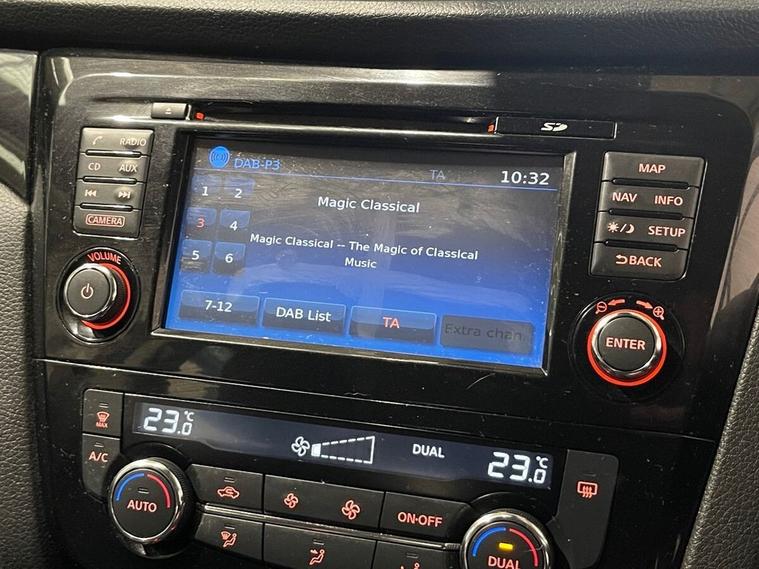 SD
RADIO
CD AUX
CAMERA
VOLUME
DAB-P3 TA 10:32
1 2
3 4
5 6
Magic Classical
Magic Classical -- The Magic of Classical
Music
7-12 DAB List TA Extra chan.
MAP
NAV INFO
SETUP
BACK
ENTER
MAX
A/C
23.0 °C DUAL 23.0 °C
AUTO
ON·OFF
DUAL